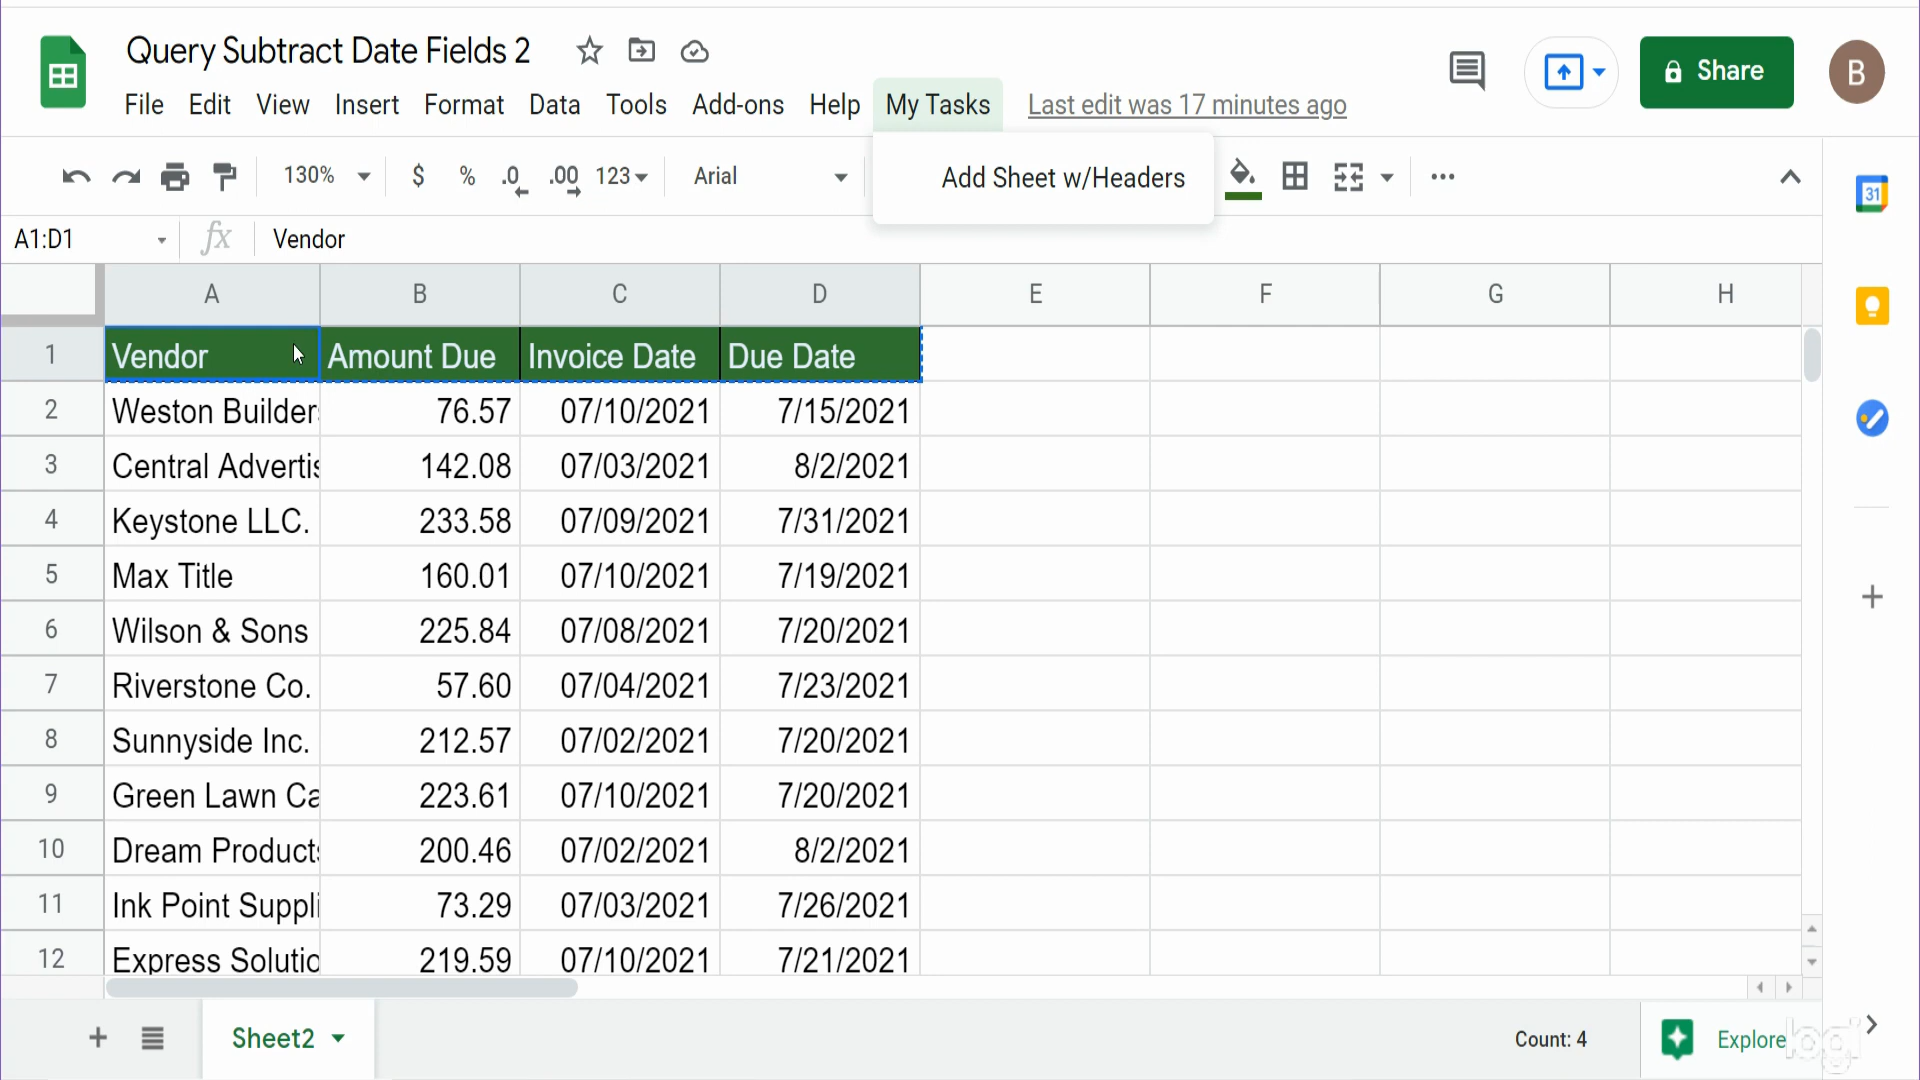 Query Subtract Date Fields 2
File Edit View Insert Format Data Tools Add-ons Help My Tasks Last edit was 17 minutes ago
Share
B
130% $ % .0 .00 123 Arial
Add Sheet w/Headers
31
A1:D1 fx Vendor
A B C D E F G H
1 Vendor Amount Due Invoice Date Due Date
2 Weston Builder 76.57 07/10/2021 7/15/2021
3 Central Advertis 142.08 07/03/2021 8/2/2021
4 Keystone LLC. 233.58 07/09/2021 7/31/2021
5 Max Title 160.01 07/10/2021 7/19/2021
6 Wilson & Sons 225.84 07/08/2021 7/20/2021
7 Riverstone Co. 57.60 07/04/2021 7/23/2021
8 Sunnyside Inc. 212.57 07/02/2021 7/20/2021
9 Green Lawn Ca 223.61 07/10/2021 7/20/2021
10 Dream Products 200.46 07/02/2021 8/2/2021
11 Ink Point Suppli 73.29 07/03/2021 7/26/2021
12 Express Solutio 219.59 07/10/2021 7/21/2021
Sheet2
Count: 4
Explore
logi